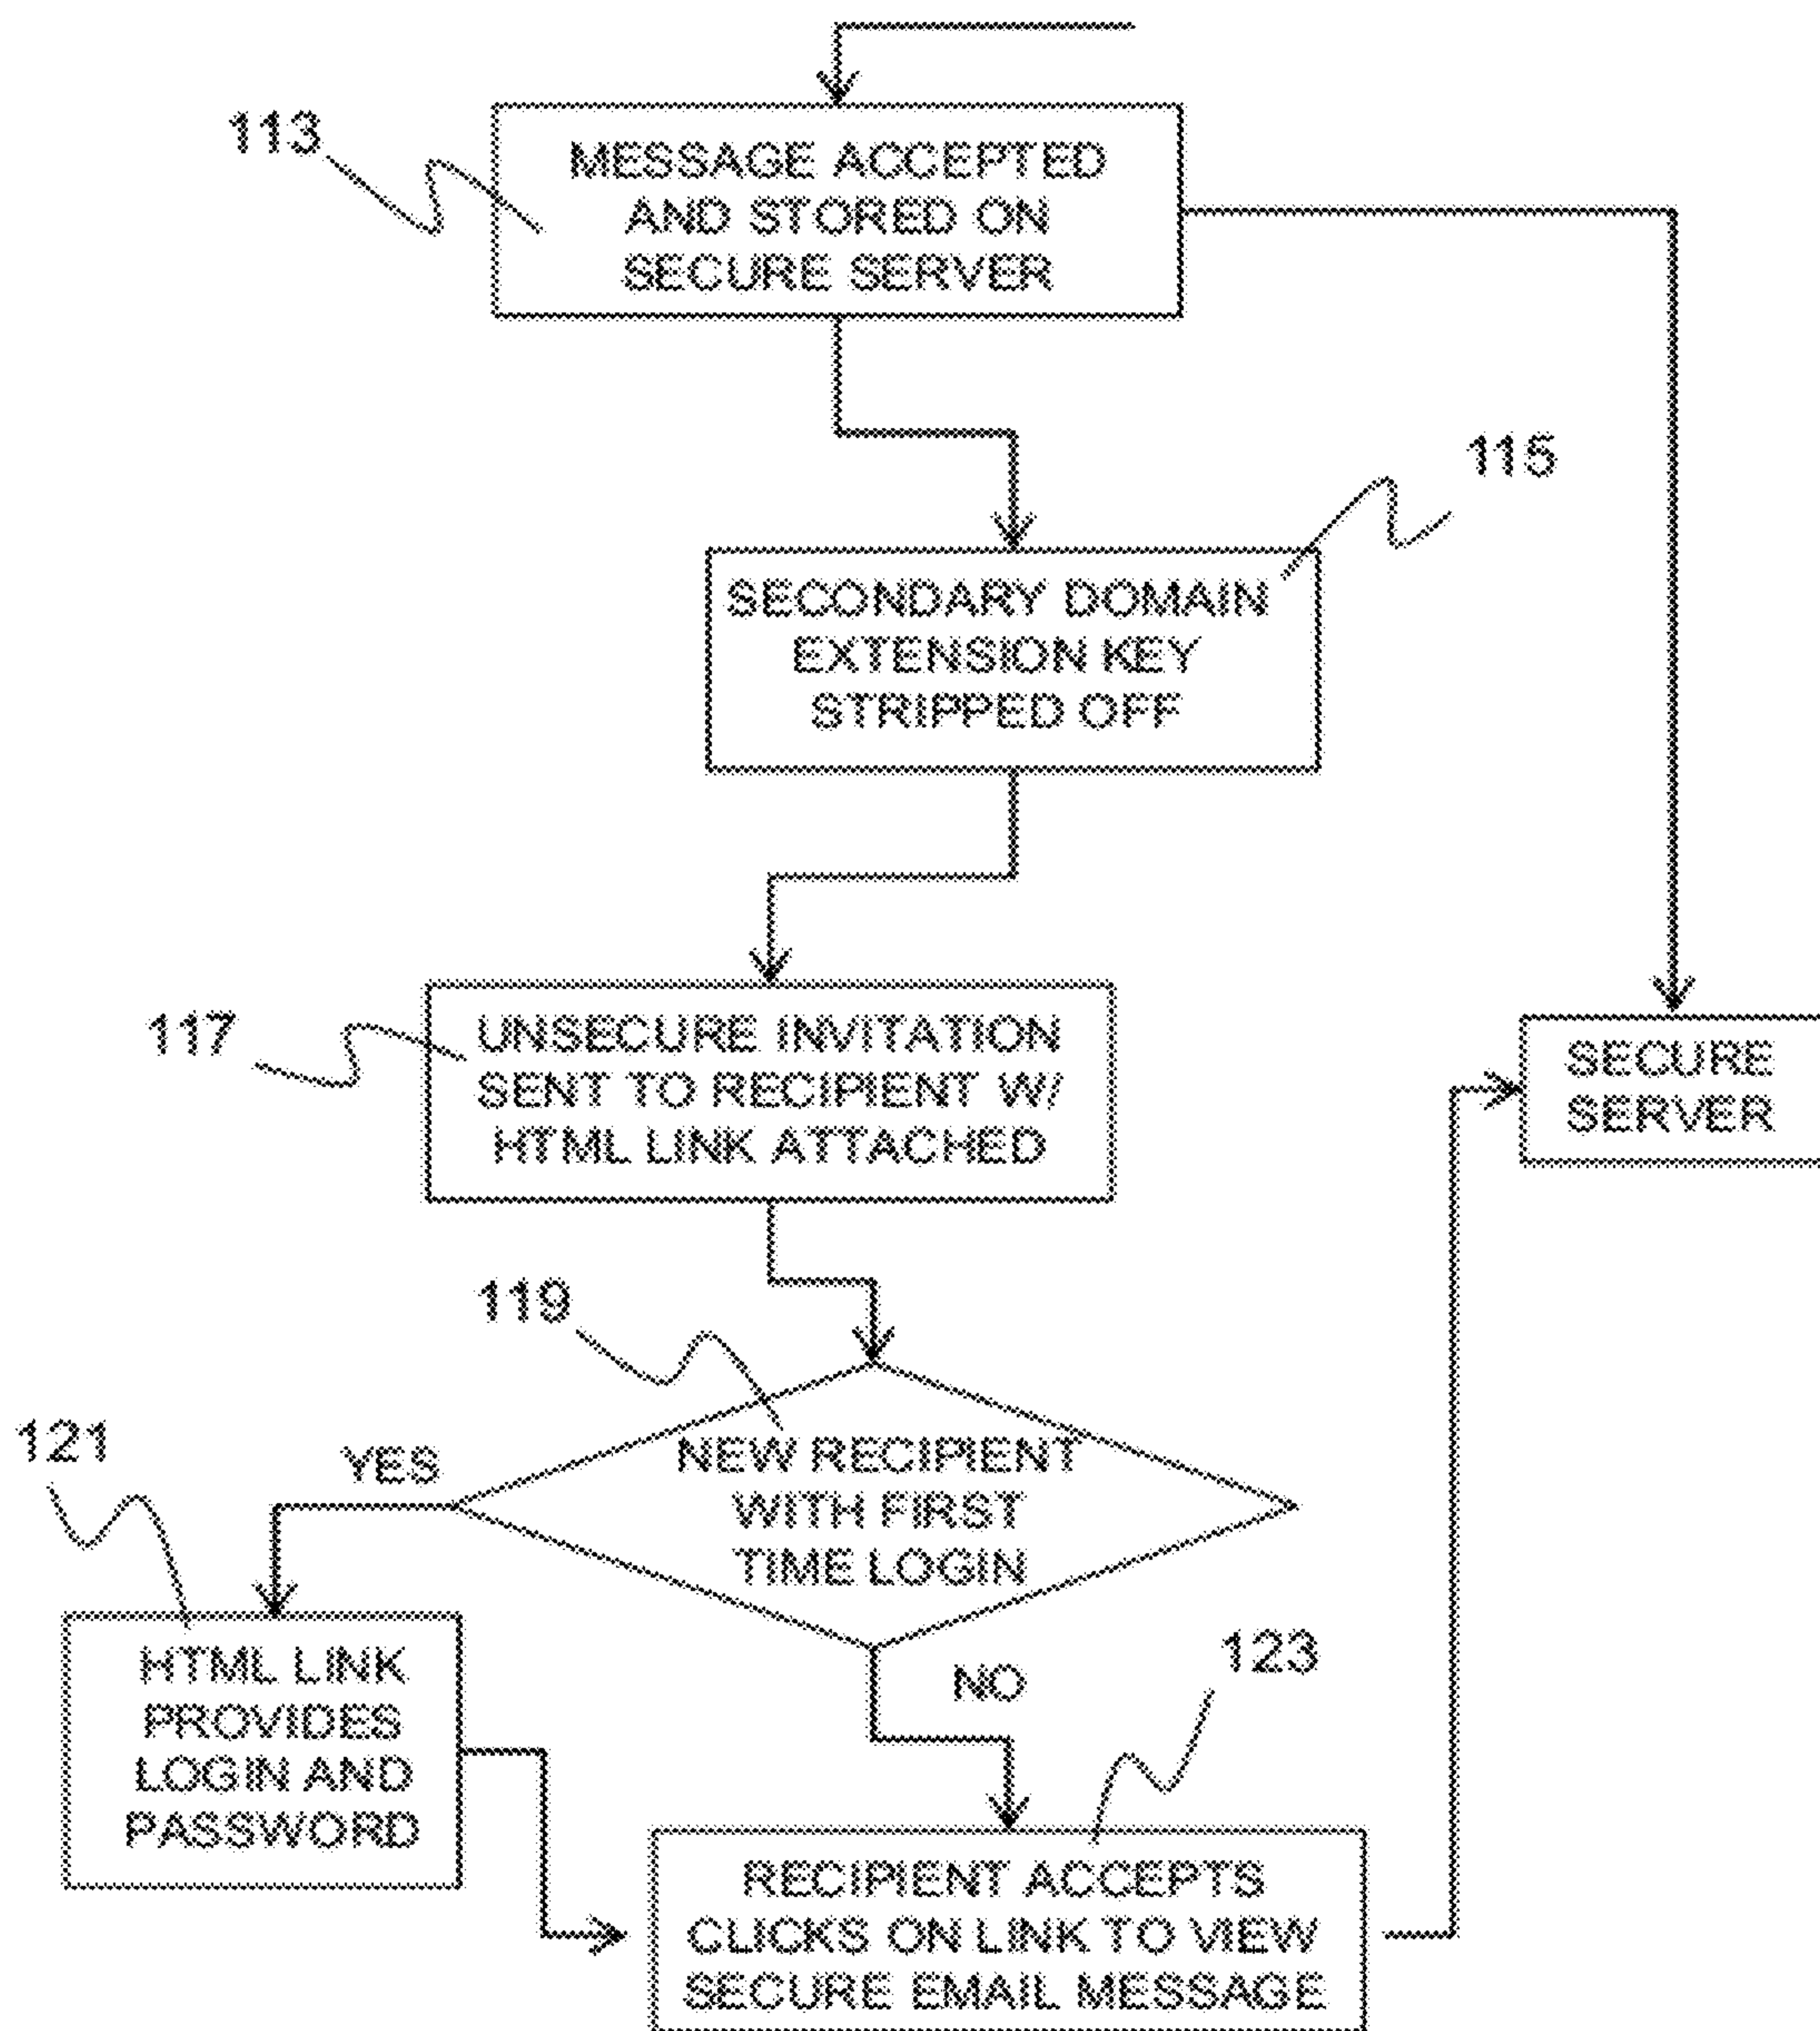 113
MESSAGE ACCEPTED
AND STORED ON
SECURE SERVER
115
SECONDARY DOMAIN
EXTENSION KEY
STRIPPED OFF
117
UNSECURE INVITATION
SENT TO RECIPIENT W/
HTML LINK ATTACHED
SECURE
SERVER
119
NEW RECIPIENT
WITH FIRST
TIME LOGIN
YES
121
HTML LINK
PROVIDES
LOGIN AND
PASSWORD
NO
123
RECIPIENT ACCEPTS
CLICKS ON LINK TO VIEW
SECURE EMAIL MESSAGE